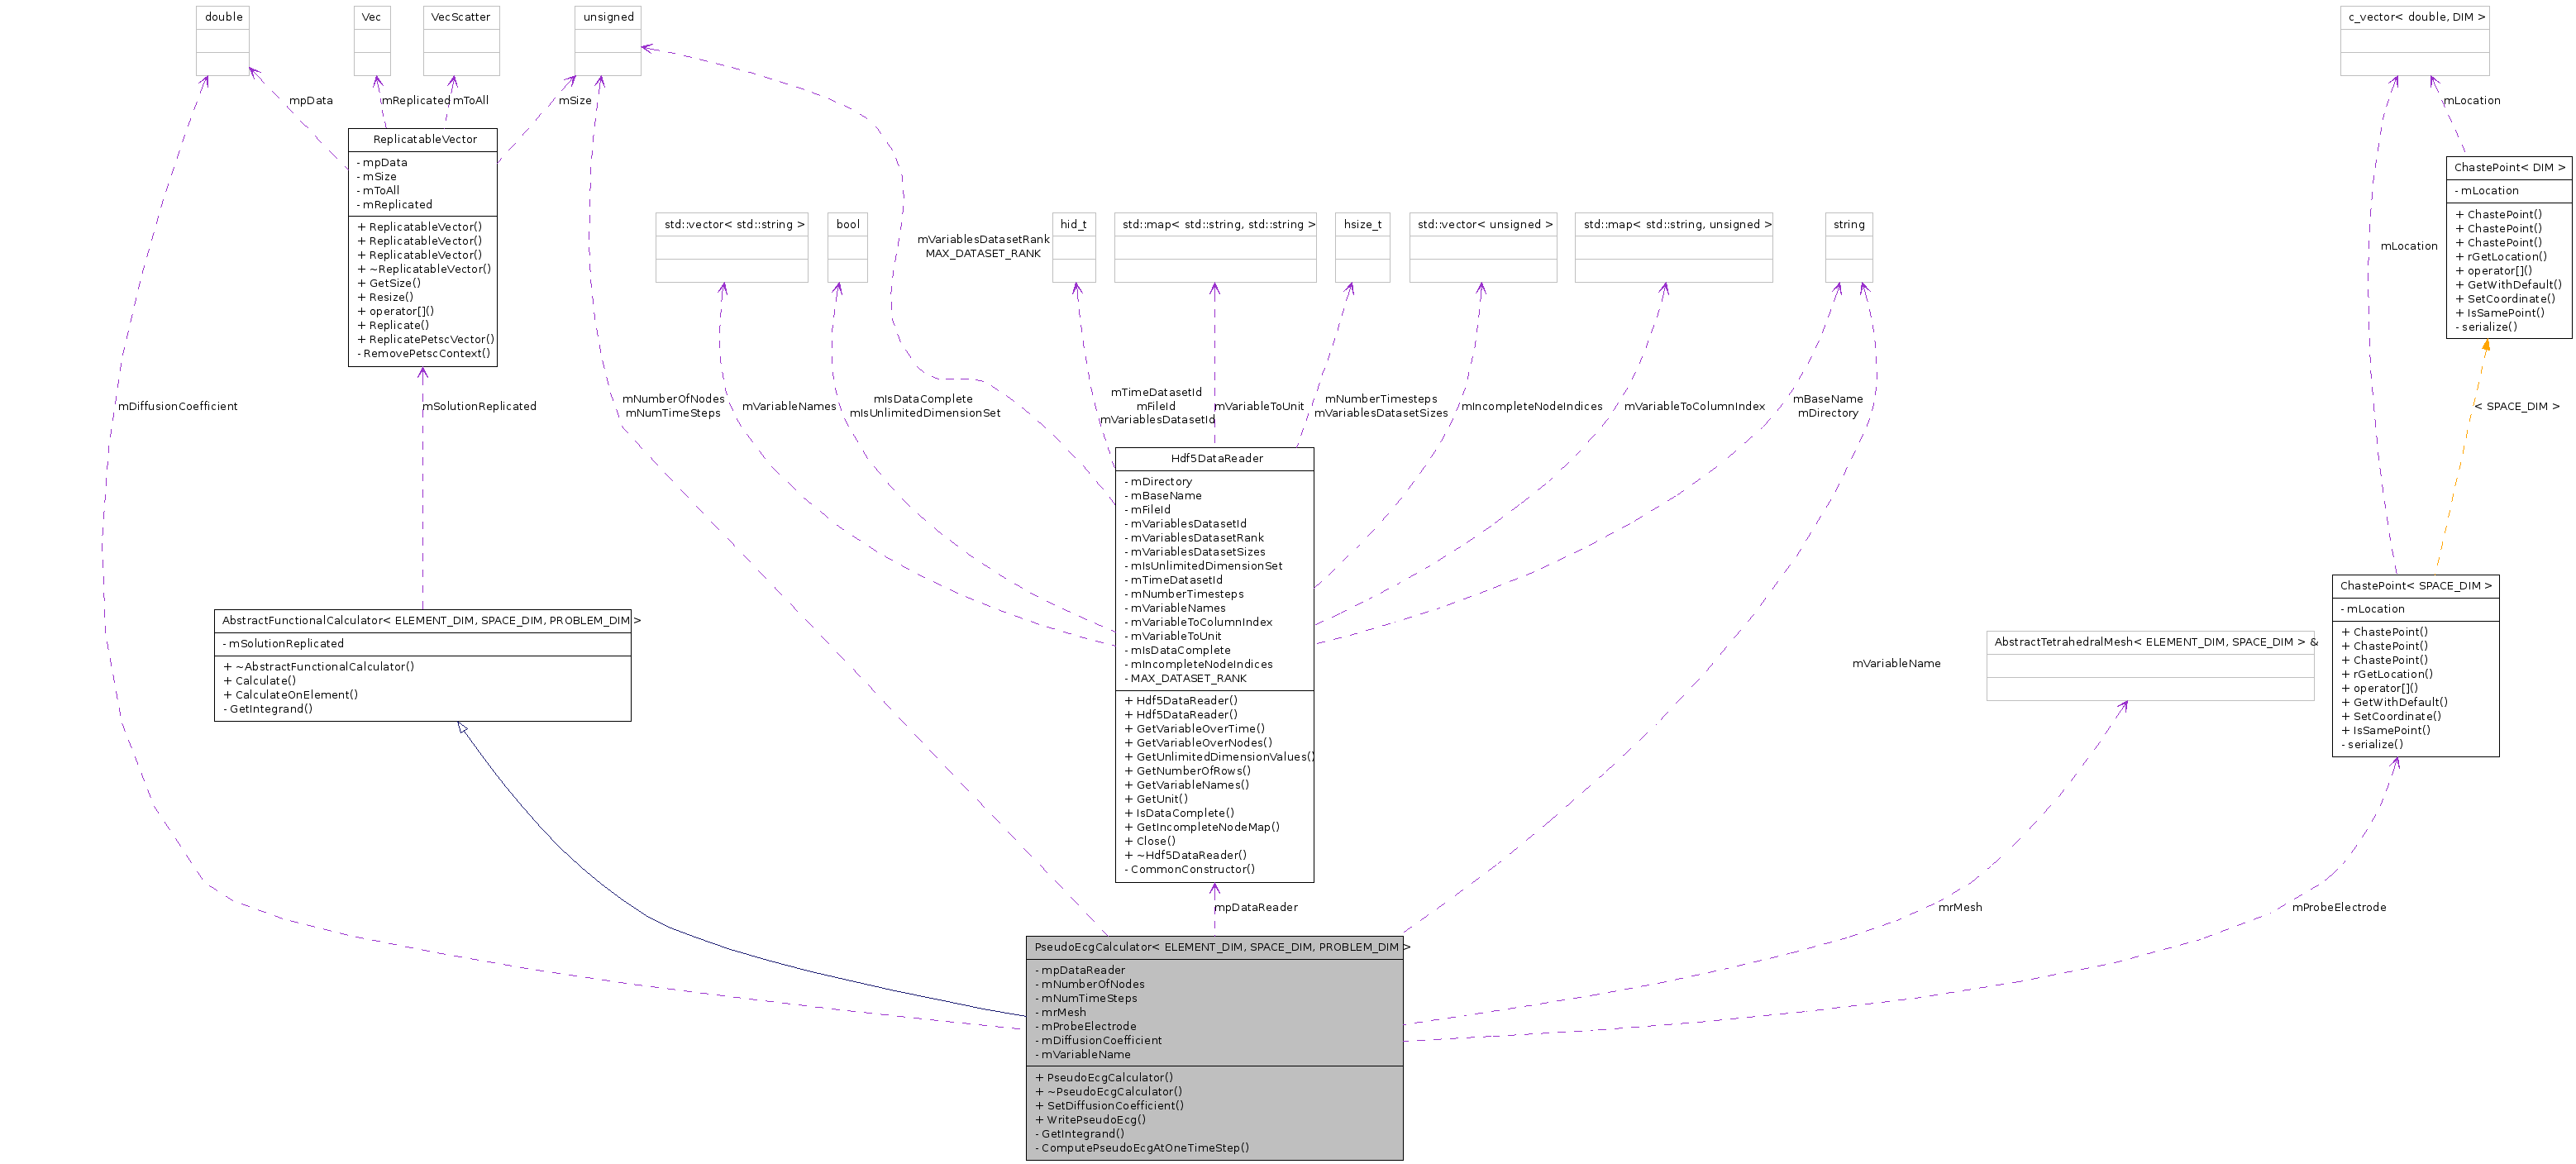 double
Vec
VecScatter
unsigned
c_vector< double, DIM >
mpData
mReplicated
mToAll
mSize
mLocation
ReplicatableVector
- mpData
- mSize
- mToAll
- mReplicated
+ ReplicatableVector()
+ ReplicatableVector()
+ ReplicatableVector()
+ ~ReplicatableVector()
+ GetSize()
+ Resize()
+ operator[]()
+ Replicate()
+ ReplicatePetscVector()
- RemovePetscContext()
ChastePoint< DIM >
- mLocation
+ ChastePoint()
+ ChastePoint()
+ ChastePoint()
+ rGetLocation()
+ operator[]()
+ GetWithDefault()
+ SetCoordinate()
+ IsSamePoint()
- serialize()
std::vector< std::string >
bool
mVariablesDatasetRank
MAX_DATASET_RANK
hid_t
std::map< std::string, std::string >
hsize_t
std::vector< unsigned >
std::map< std::string, unsigned >
string
mLocation
mDiffusionCoefficient
mSolutionReplicated
mNumberOfNodes
mNumTimeSteps
mVariableNames
mIsDataComplete
mIsUnlimitedDimensionSet
mTimeDatasetId
mFileId
mVariablesDatasetId
mVariableToUnit
mNumberTimesteps
mVariablesDatasetSizes
mIncompleteNodeIndices
mVariableToColumnIndex
mBaseName
mDirectory
< SPACE_DIM >
Hdf5DataReader
- mDirectory
- mBaseName
- mFileId
- mVariablesDatasetId
- mVariablesDatasetRank
- mVariablesDatasetSizes
- mIsUnlimitedDimensionSet
- mTimeDatasetId
- mNumberTimesteps
- mVariableNames
- mVariableToColumnIndex
- mVariableToUnit
- mIsDataComplete
- mIncompleteNodeIndices
- MAX_DATASET_RANK
+ Hdf5DataReader()
+ Hdf5DataReader()
+ GetVariableOverTime()
+ GetVariableOverNodes()
+ GetUnlimitedDimensionValues()
+ GetNumberOfRows()
+ GetVariableNames()
+ GetUnit()
+ IsDataComplete()
+ GetIncompleteNodeMap()
+ Close()
+ ~Hdf5DataReader()
- CommonConstructor()
AbstractFunctionalCalculator< ELEMENT_DIM, SPACE_DIM, PROBLEM_DIM >
- mSolutionReplicated
+ ~AbstractFunctionalCalculator()
+ Calculate()
+ CalculateOnElement()
- GetIntegrand()
mVariableName
AbstractTetrahedralMesh< ELEMENT_DIM, SPACE_DIM > &
ChastePoint< SPACE_DIM >
- mLocation
+ ChastePoint()
+ ChastePoint()
+ ChastePoint()
+ rGetLocation()
+ operator[]()
+ GetWithDefault()
+ SetCoordinate()
+ IsSamePoint()
- serialize()
mpDataReader
mrMesh
mProbeElectrode
PseudoEcgCalculator< ELEMENT_DIM, SPACE_DIM, PROBLEM_DIM >
- mpDataReader
- mNumberOfNodes
- mNumTimeSteps
- mrMesh
- mProbeElectrode
- mDiffusionCoefficient
- mVariableName
+ PseudoEcgCalculator()
+ ~PseudoEcgCalculator()
+ SetDiffusionCoefficient()
+ WritePseudoEcg()
- GetIntegrand()
- ComputePseudoEcgAtOneTimeStep()